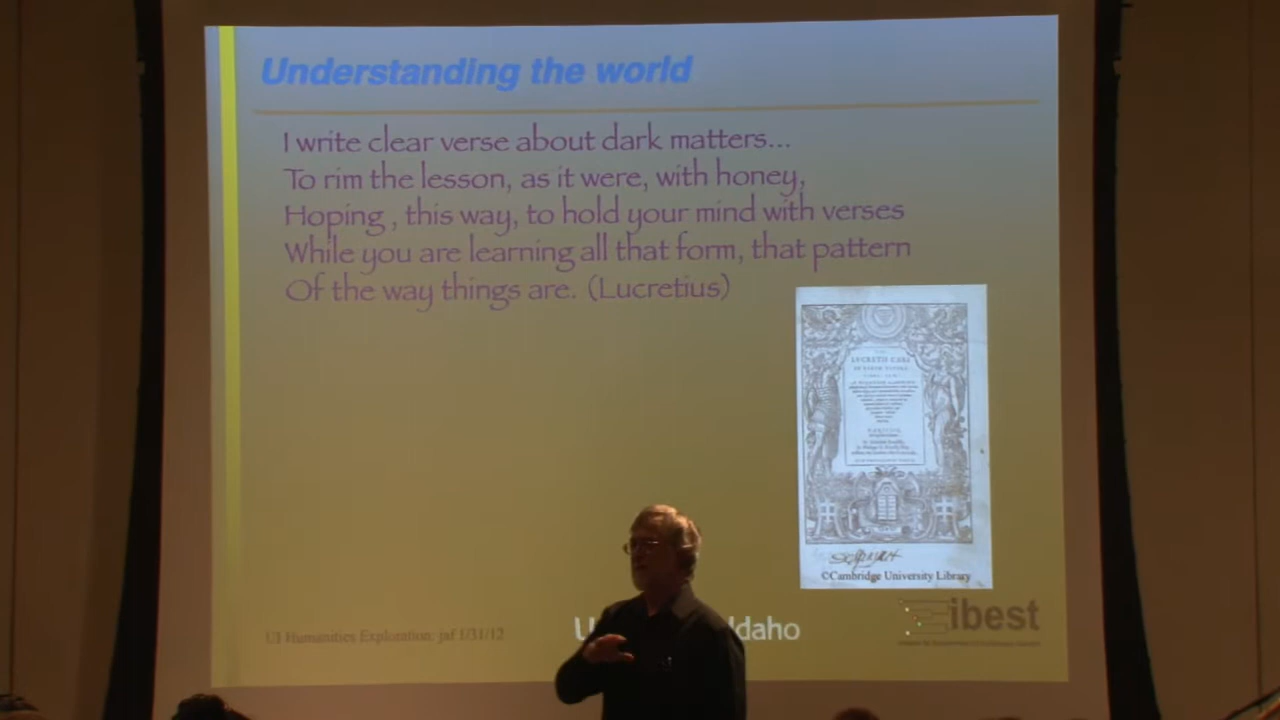 Understanding the world
I write clear verse about dark matters...
To rim the lesson, as it were, with honey,
Hoping , this way, to hold your mind with verses
While you are learning all that form, that pattern
Of the way things are. (Lucretius)
LVCRETII CARI
©Cambridge University Library
ibest
UI Humanities Exploration: jaf 1/31/12
U Idaho